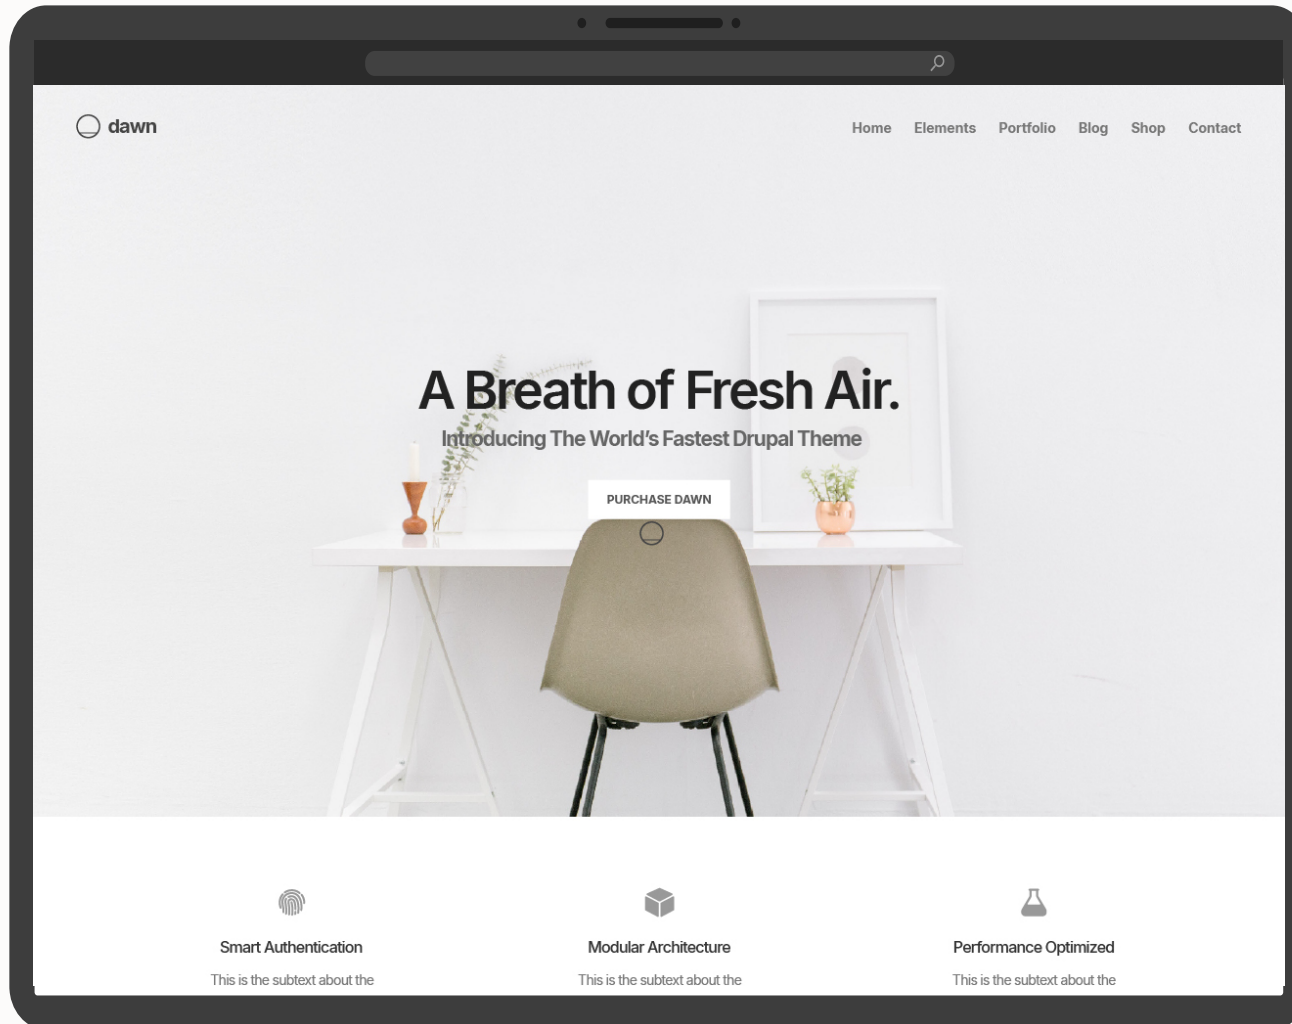 dawn
Home Elements Portfolio Blog Shop Contact
A Breath of Fresh Air.
Introducing The World’s Fastest Drupal Theme
PURCHASE DAWN
Smart Authentication
This is the subtext about the
Modular Architecture
This is the subtext about the
Performance Optimized
This is the subtext about the